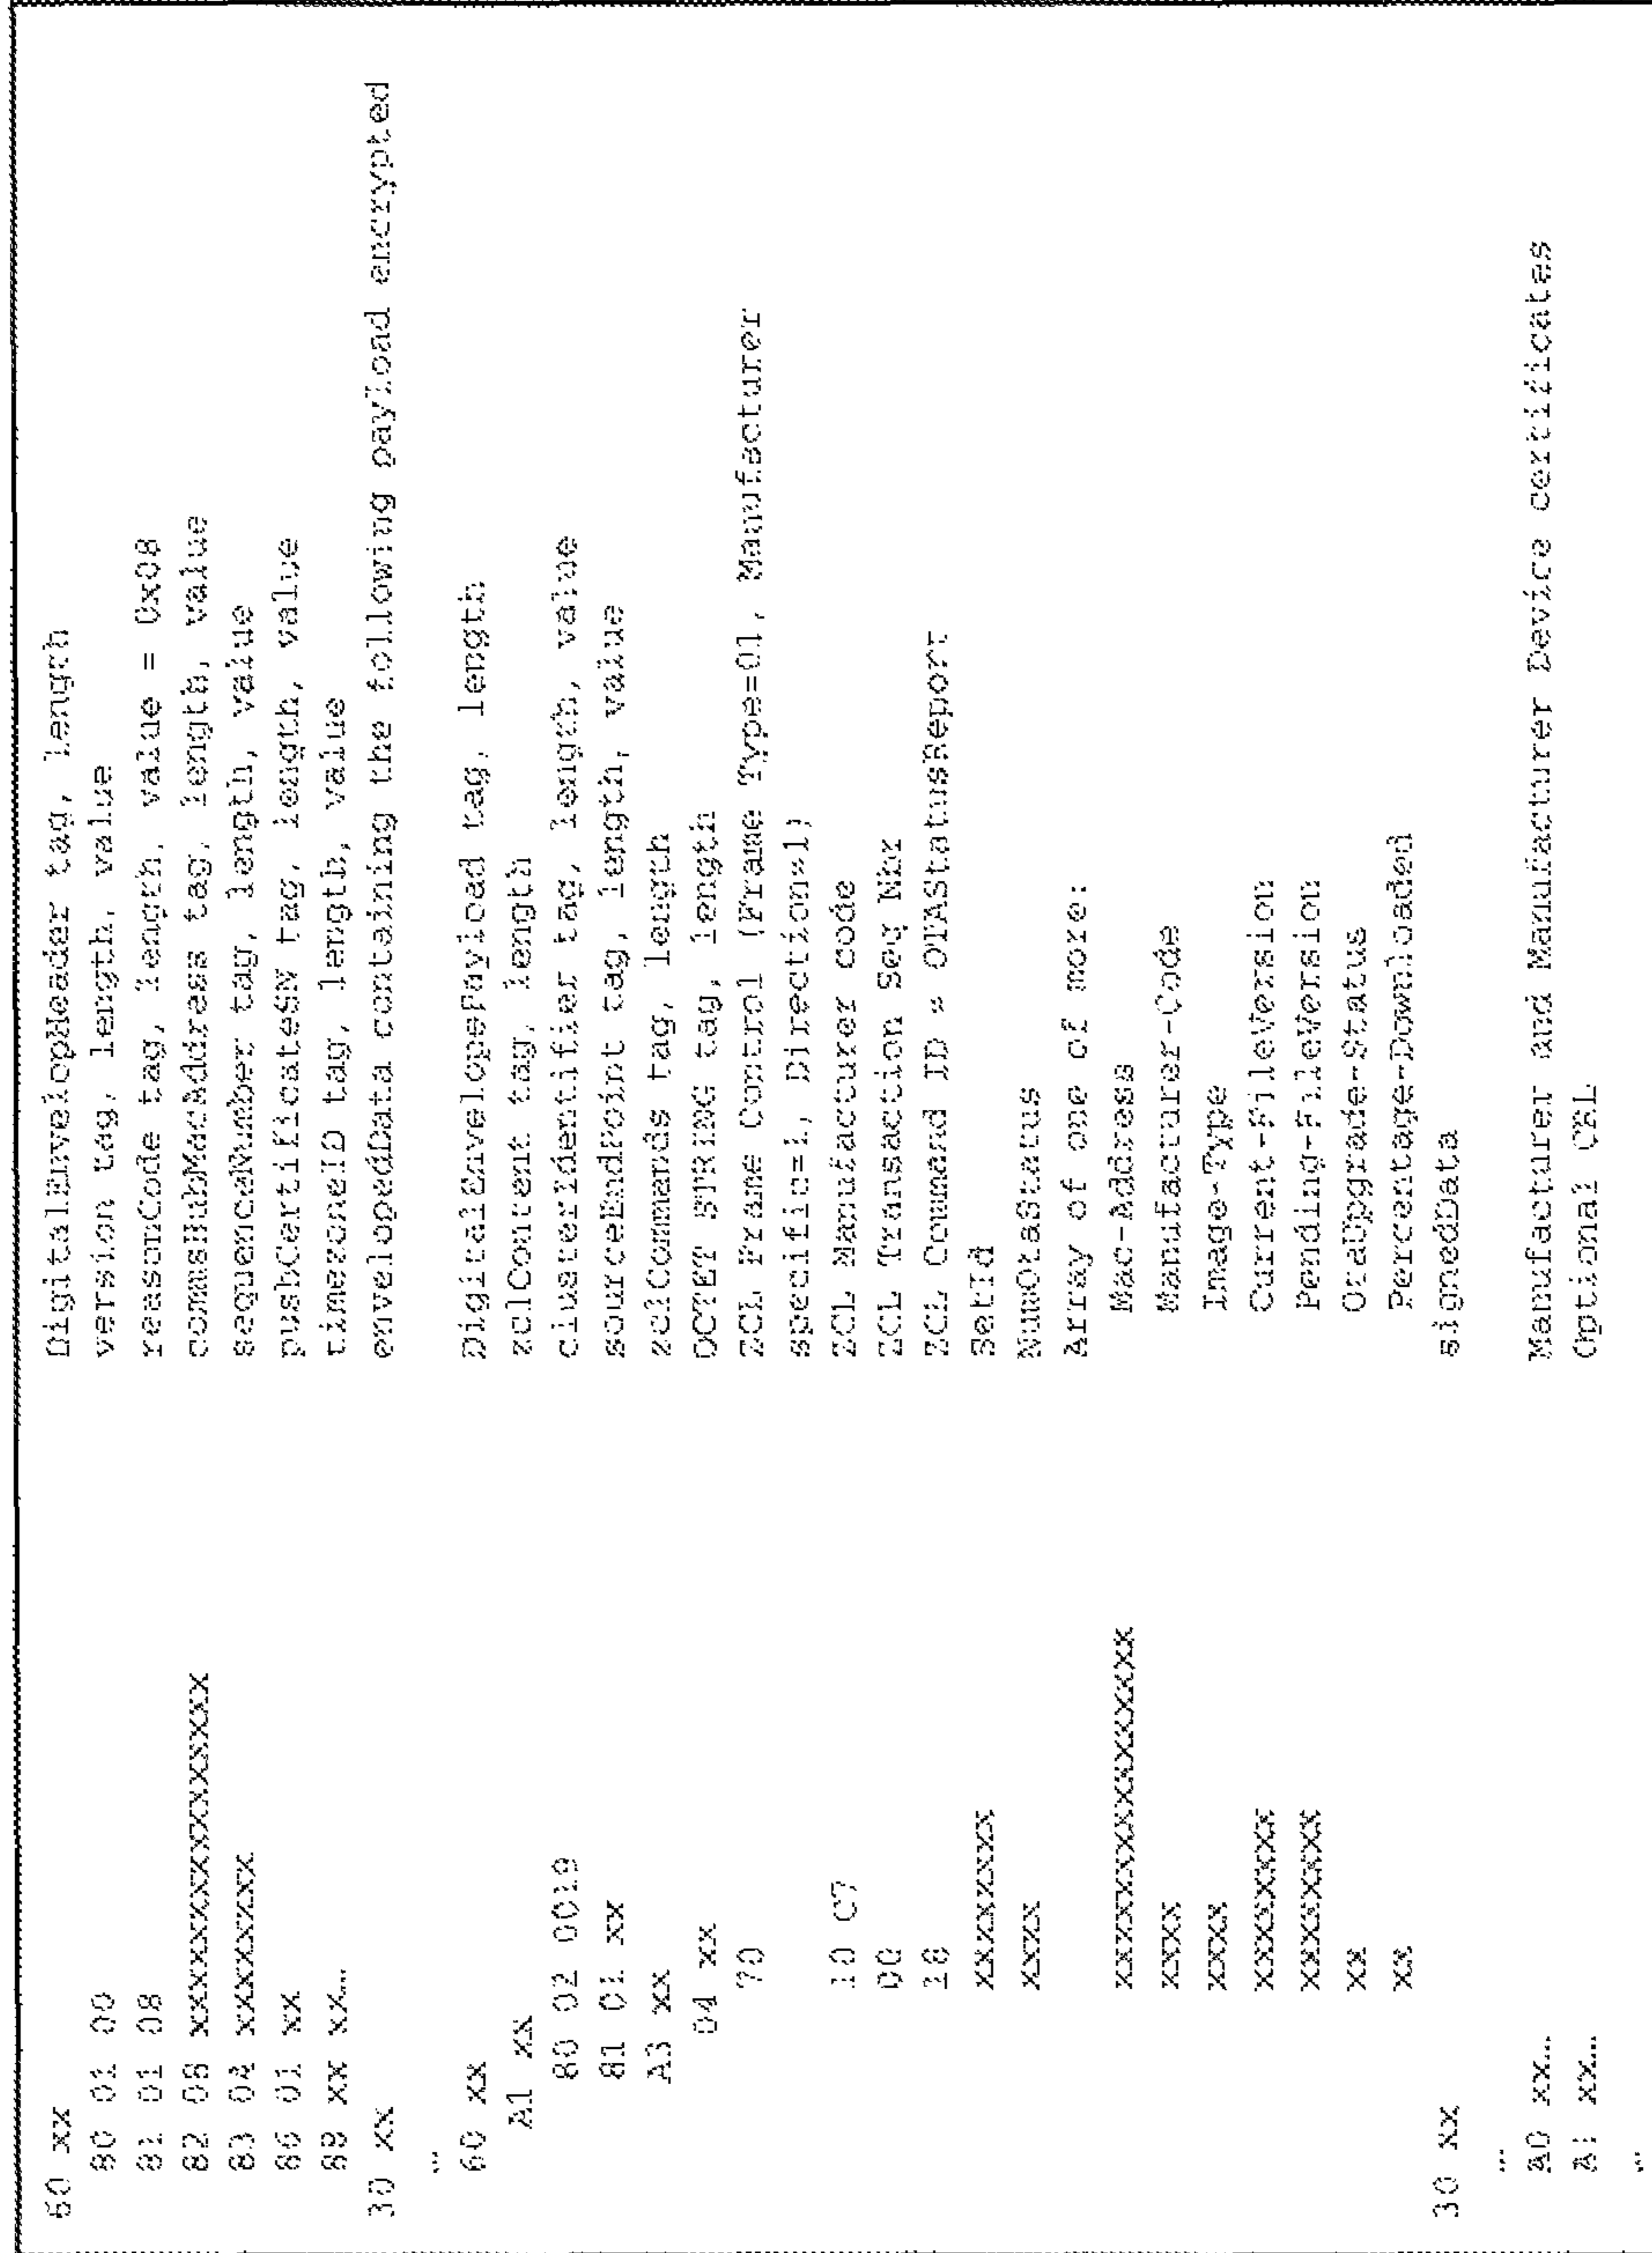 60 xx DigitalEnvelopHeader tag, length
80 01 00 version tag, length, value
81 01 08 reasonCode tag, length, value = 0x08
82 08 xxxxxxxxxxxxxxxx commsHubMacAddress tag, length, value
83 04 xxxxxxxx sequenceNumber tag, length, value
86 01 xx pushCertificateSN tag, length, value
88 xx xx… timezoneID tag, length, value
30 xx envelopedData containing the following payload encrypted
…
60 xx DigitalEnvelopePayload tag, length
A1 xx zclContent tag, length
80 02 0019 clusterIdentifier tag, length, value
81 01 xx sourceEndPoint tag, length, value
A3 xx zclCommands tag, length
04 xx OCTET STRING tag, length
70 ZCL Frame Control (Frame Type=01, Manufacturer
specific=1, Direction=1)
10 C7 ZCL Manufacturer code
00 ZCL Transaction Seq Nbr
18 ZCL Command ID = OTAStatusReport
xxxxxxxx SetId
xxxx NumOtaStatus
Array of one of more:
xxxxxxxxxxxxxxxx Mac-Address
xxxx Manufacturer-Code
xxxx Image-Type
xxxxxxxx Current-FileVersion
xxxxxxxx Pending-FileVersion
xx OtaUpgrade-Status
xx Percentage-Downloaded
30 xx signedData
…
A0 xx… Manufacturer and Manufacturer Device certificates
A1 xx… Optional CRL
…